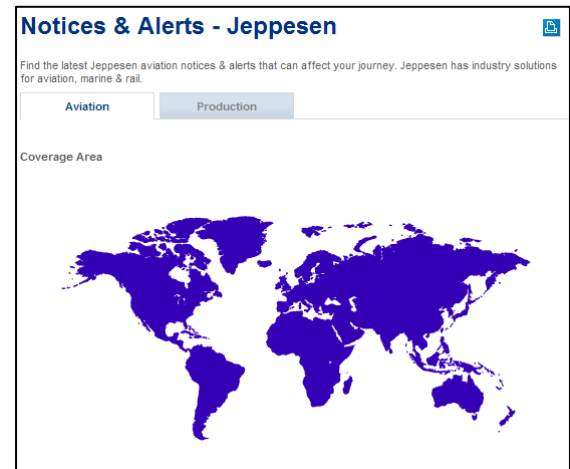 Notices & Alerts - Jeppesen
Find the latest Jeppesen aviation notices & alerts that can affect your journey. Jeppesen has industry solutions
for aviation, marine & rail.
Aviation Production
Coverage Area